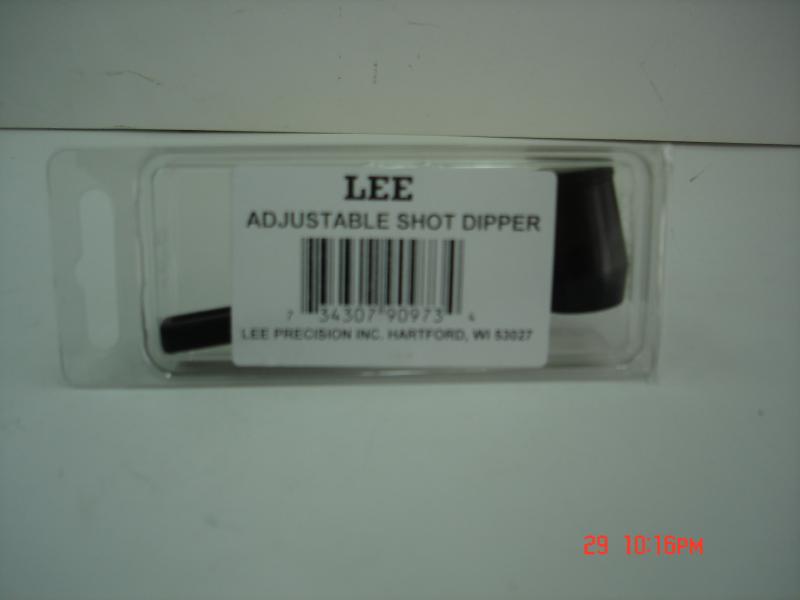 LEE
ADJUSTABLE SHOT DIPPER
7 34307 90973 4
LEE PRECISION INC. HARTFORD, WI 53027
29 10:16PM